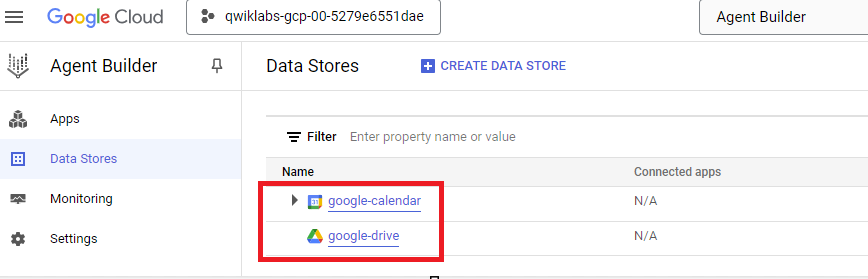 Google Cloud
qwiklabs-gcp-00-5279e6551dae
Agent Builder
Agent Builder
Data Stores
CREATE DATA STORE
Apps
Data Stores
Monitoring
Settings
Filter
Enter property name or value
Name
Connected apps
31
google-calendar
N/A
google-drive
N/A